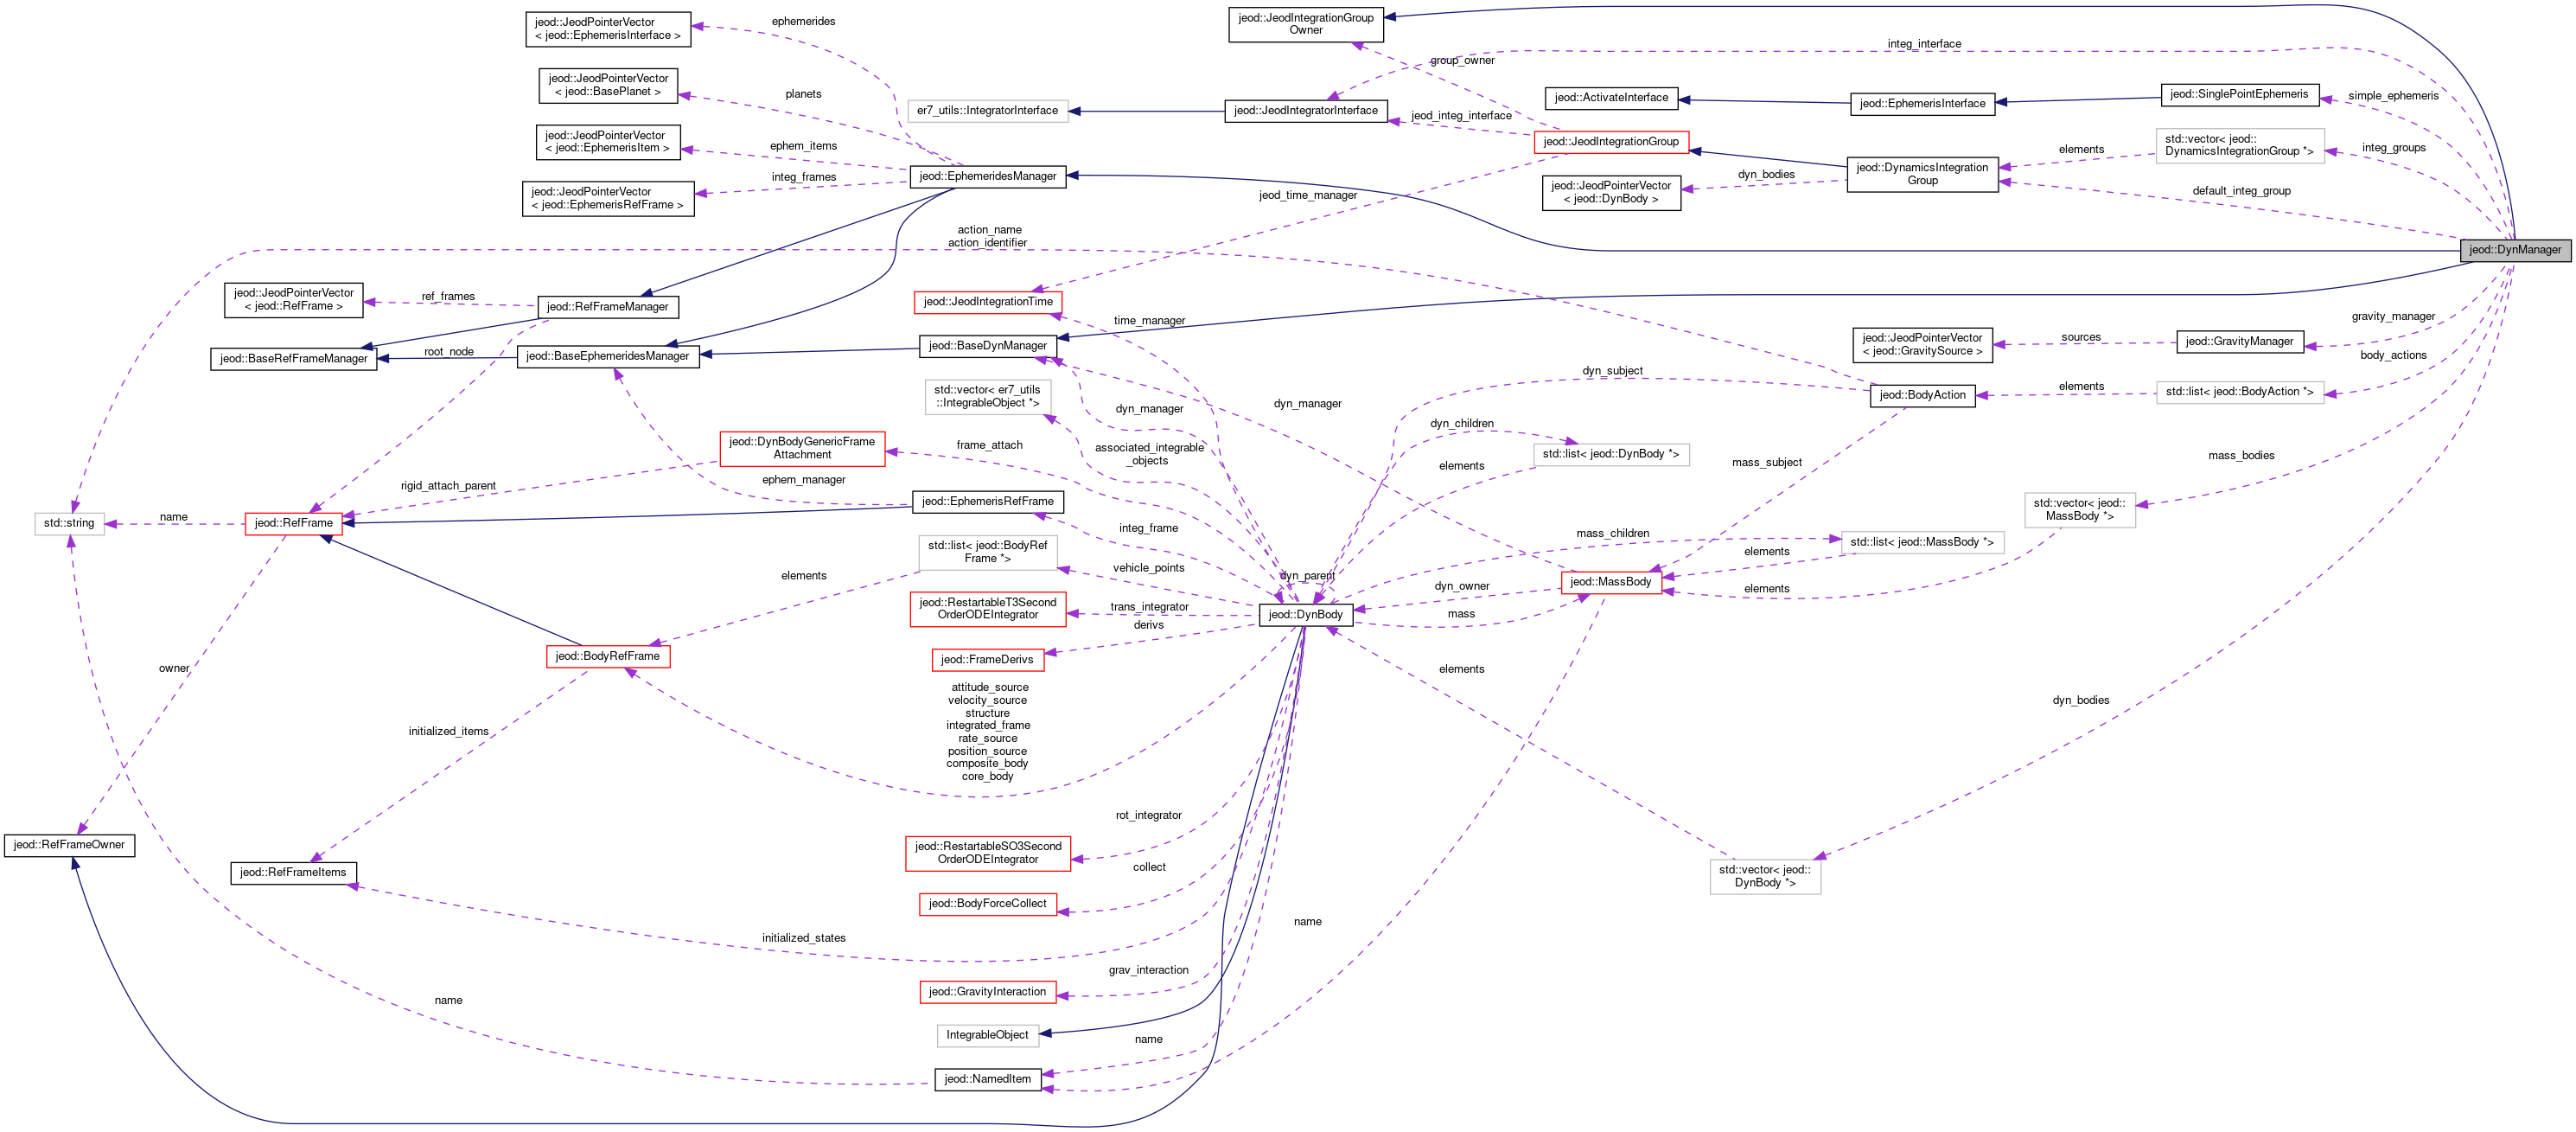 jeod::JeodPointerVector
< jeod::EphemerisInterface >
ephemerides
jeod::JeodIntegrationGroup
Owner
integ_interface
group_owner
jeod::JeodPointerVector
< jeod::BasePlanet >
planets
er7_utils::IntegratorInterface
jeod::JeodIntegratorInterface
jeod_integ_interface
jeod::ActivateInterface
jeod::EphemerisInterface
jeod::SinglePointEphemeris
simple_ephemeris
jeod::JeodPointerVector
< jeod::EphemerisItem >
ephem_items
jeod::JeodIntegrationGroup
elements
std::vector< jeod::
DynamicsIntegrationGroup *>
integ_groups
jeod::JeodPointerVector
< jeod::EphemerisRefFrame >
integ_frames
jeod::EphemeridesManager
jeod_time_manager
jeod::JeodPointerVector
< jeod::DynBody >
dyn_bodies
jeod::DynamicsIntegration
Group
default_integ_group
action_name
action_identifier
jeod::DynManager
jeod::JeodPointerVector
< jeod::RefFrame >
ref_frames
jeod::RefFrameManager
jeod::JeodIntegrationTime
time_manager
gravity_manager
jeod::BaseRefFrameManager
root_node
jeod::BaseEphemeridesManager
jeod::BaseDynManager
jeod::JeodPointerVector
< jeod::GravitySource >
sources
jeod::GravityManager
body_actions
std::vector< er7_utils
::IntegrableObject *>
dyn_manager
dyn_manager
dyn_subject
jeod::BodyAction
elements
std::list< jeod::BodyAction *>
jeod::DynBodyGenericFrame
Attachment
frame_attach
associated_integrable
_objects
dyn_children
std::list< jeod::DynBody *>
elements
mass_subject
mass_bodies
rigid_attach_parent
ephem_manager
jeod::EphemerisRefFrame
std::vector< jeod::
MassBody *>
std::string
name
jeod::RefFrame
integ_frame
mass_children
std::list< jeod::MassBody *>
std::list< jeod::BodyRef
Frame *>
elements
elements
vehicle_points
dyn_parent
dyn_owner
jeod::MassBody
elements
jeod::RestartableT3Second
OrderODEIntegrator
trans_integrator
jeod::DynBody
mass
derivs
owner
jeod::BodyRefFrame
jeod::FrameDerivs
elements
attitude_source
velocity_source
structure
integrated_frame
rate_source
position_source
composite_body
core_body
dyn_bodies
initialized_items
rot_integrator
jeod::RefFrameOwner
jeod::RestartableSO3Second
OrderODEIntegrator
jeod::RefFrameItems
collect
std::vector< jeod::
DynBody *>
jeod::BodyForceCollect
name
initialized_states
grav_interaction
jeod::GravityInteraction
name
IntegrableObject
name
jeod::NamedItem